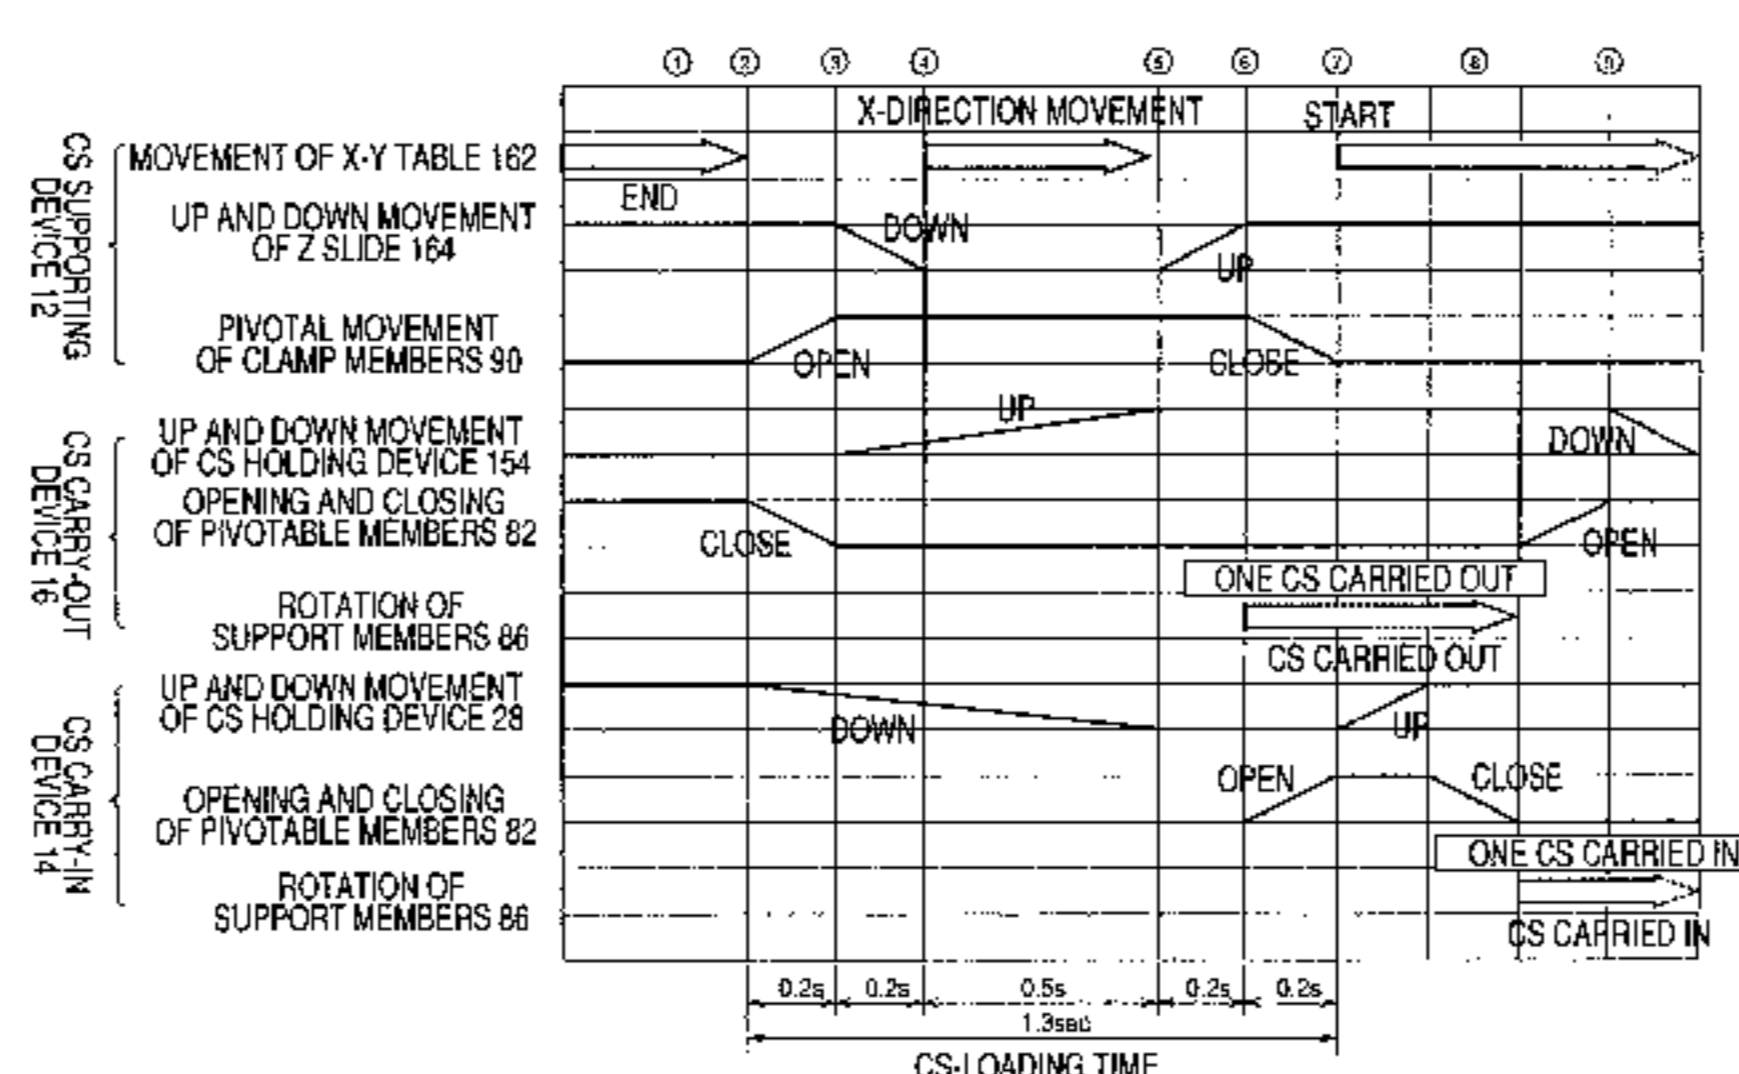 ① ② ③ ④ ⑤ ⑥ ⑦ ⑧ ⑨
X-DIRECTION MOVEMENT
START
CS SUPPORTING
DEVICE 12
MOVEMENT OF X-Y TABLE 162
END
UP AND DOWN MOVEMENT
OF Z SLIDE 164
DOWN
UP
PIVOTAL MOVEMENT
OF CLAMP MEMBERS 90
OPEN
CLOSE
CS CARRY-OUT
DEVICE 16
UP AND DOWN MOVEMENT
OF CS HOLDING DEVICE 154
UP
DOWN
OPENING AND CLOSING
OF PIVOTABLE MEMBERS 82
CLOSE
OPEN
ONE CS CARRIED OUT
ROTATION OF
SUPPORT MEMBERS 86
CS CARRIED OUT
CS CARRY-IN
DEVICE 14
UP AND DOWN MOVEMENT
OF CS HOLDING DEVICE 28
DOWN
UP
OPENING AND CLOSING
OF PIVOTABLE MEMBERS 82
OPEN
CLOSE
ONE CS CARRIED IN
ROTATION OF
SUPPORT MEMBERS 86
CS CARRIED IN
0.2s 0.2s 0.5s 0.2s 0.2s
1.3sec
CS-LOADING TIME